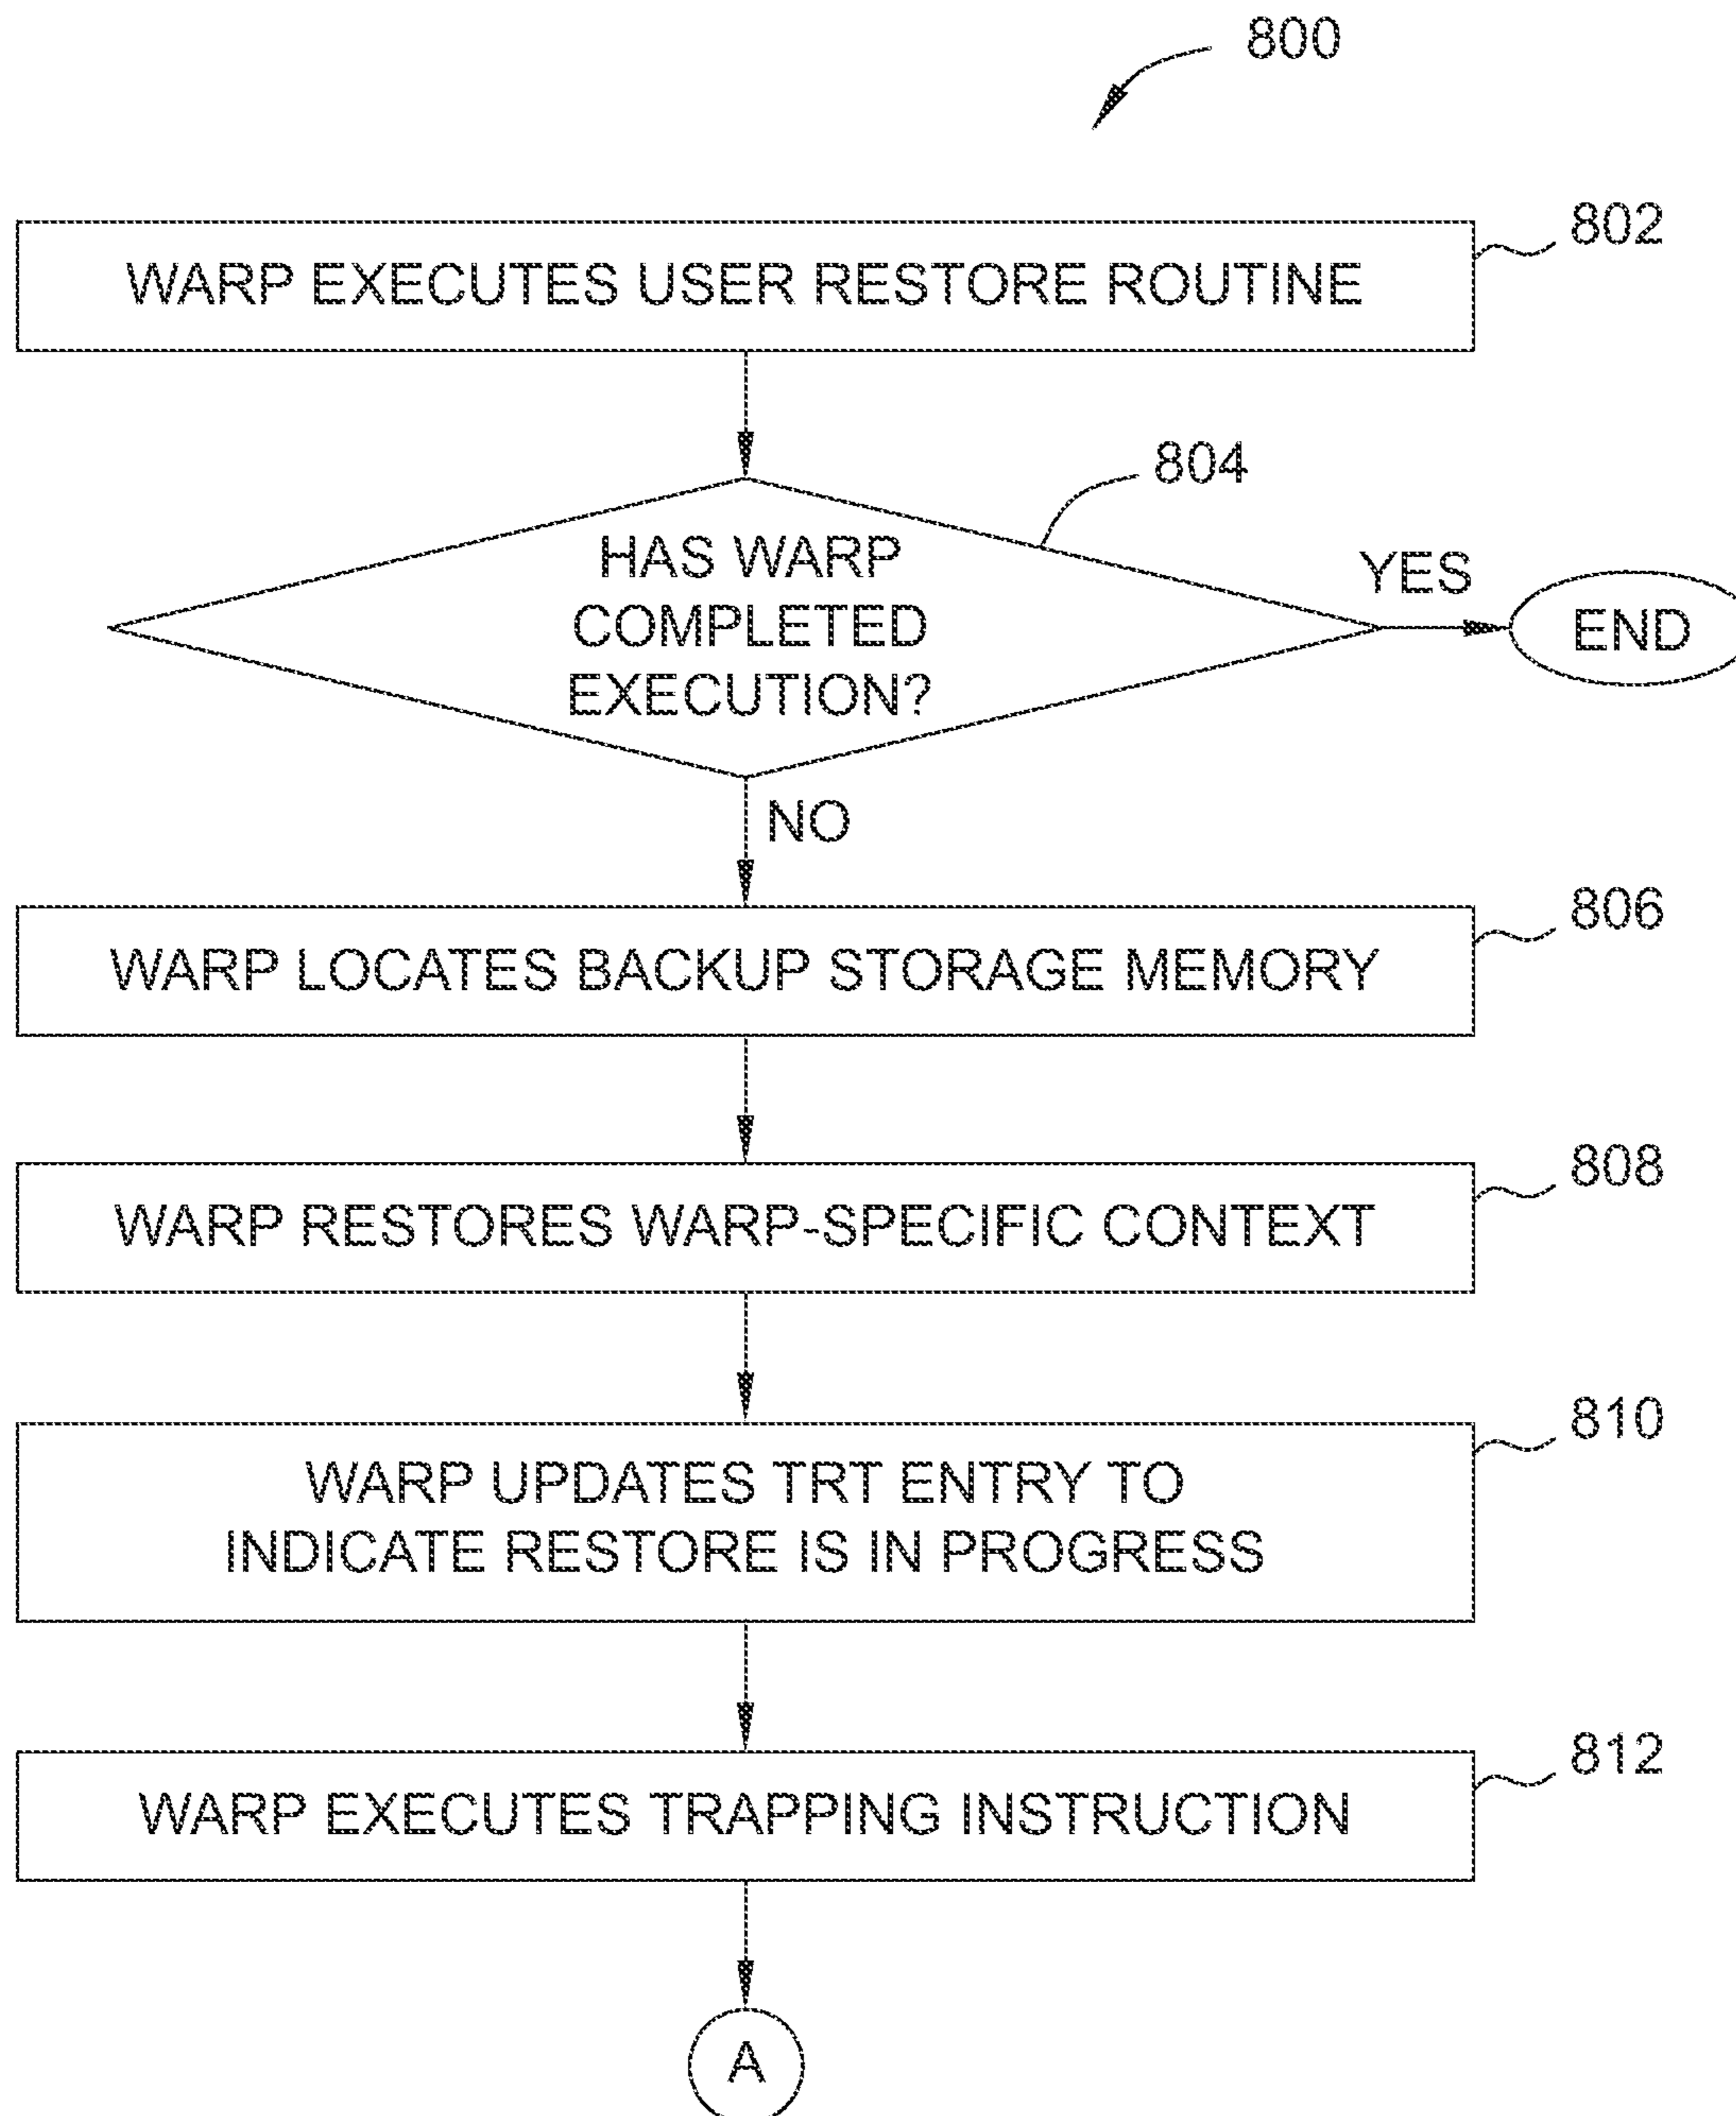 800
802
WARP EXECUTES USER RESTORE ROUTINE
804
HAS WARP
COMPLETED
EXECUTION?
YES
END
NO
806
WARP LOCATES BACKUP STORAGE MEMORY
808
WARP RESTORES WARP-SPECIFIC CONTEXT
810
WARP UPDATES TRT ENTRY TO
INDICATE RESTORE IS IN PROGRESS
812
WARP EXECUTES TRAPPING INSTRUCTION
A